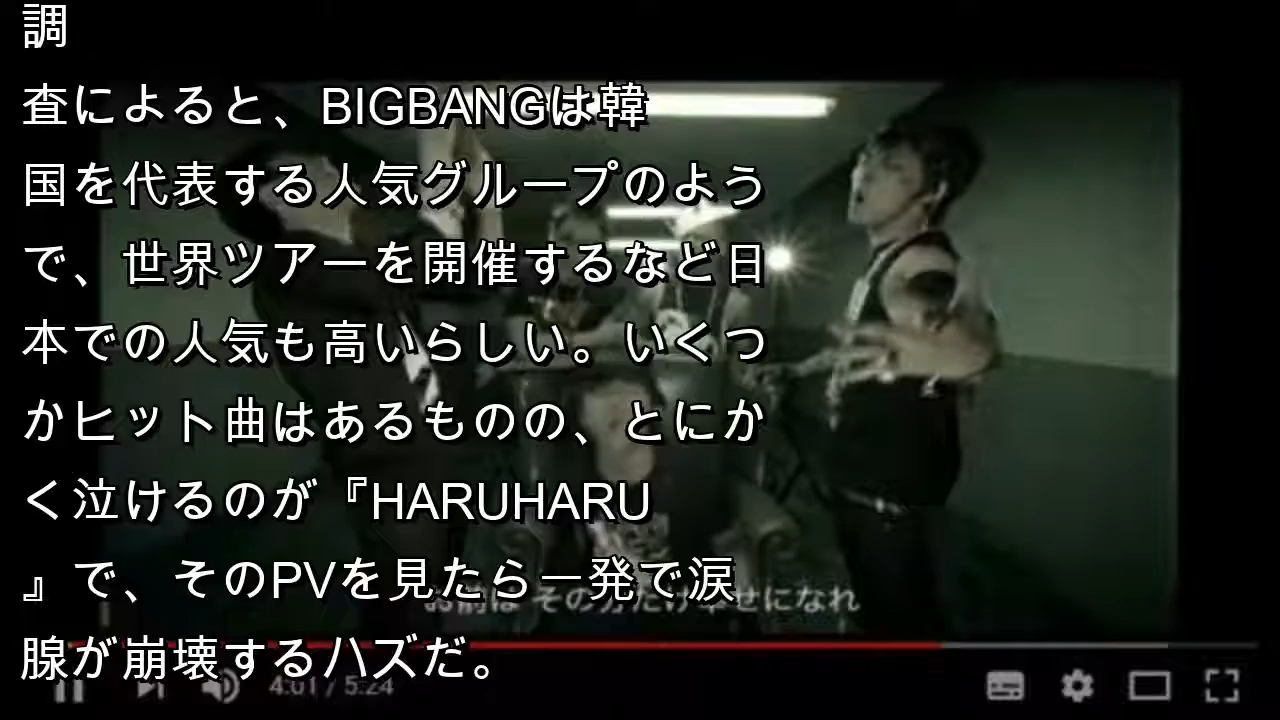 調
査によると、BIGBANGは韓
国を代表する人気グループのよう
で、世界ツアーを開催するなど日
本での人気も高いらしい。いくつ
かヒット曲はあるものの、とにか
く泣けるのが『HARUHARU
』で、そのPVを見たら一発で涙
お前は その分だけ幸せになれ
腺が崩壊するハズだ。
4:01 / 5:24